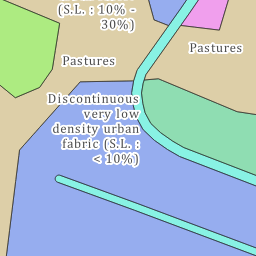 (S.L. : 10% -
30%)
Pastures
Pastures
Discontinuous
very low
density urban
fabric (S.L. :
< 10%)